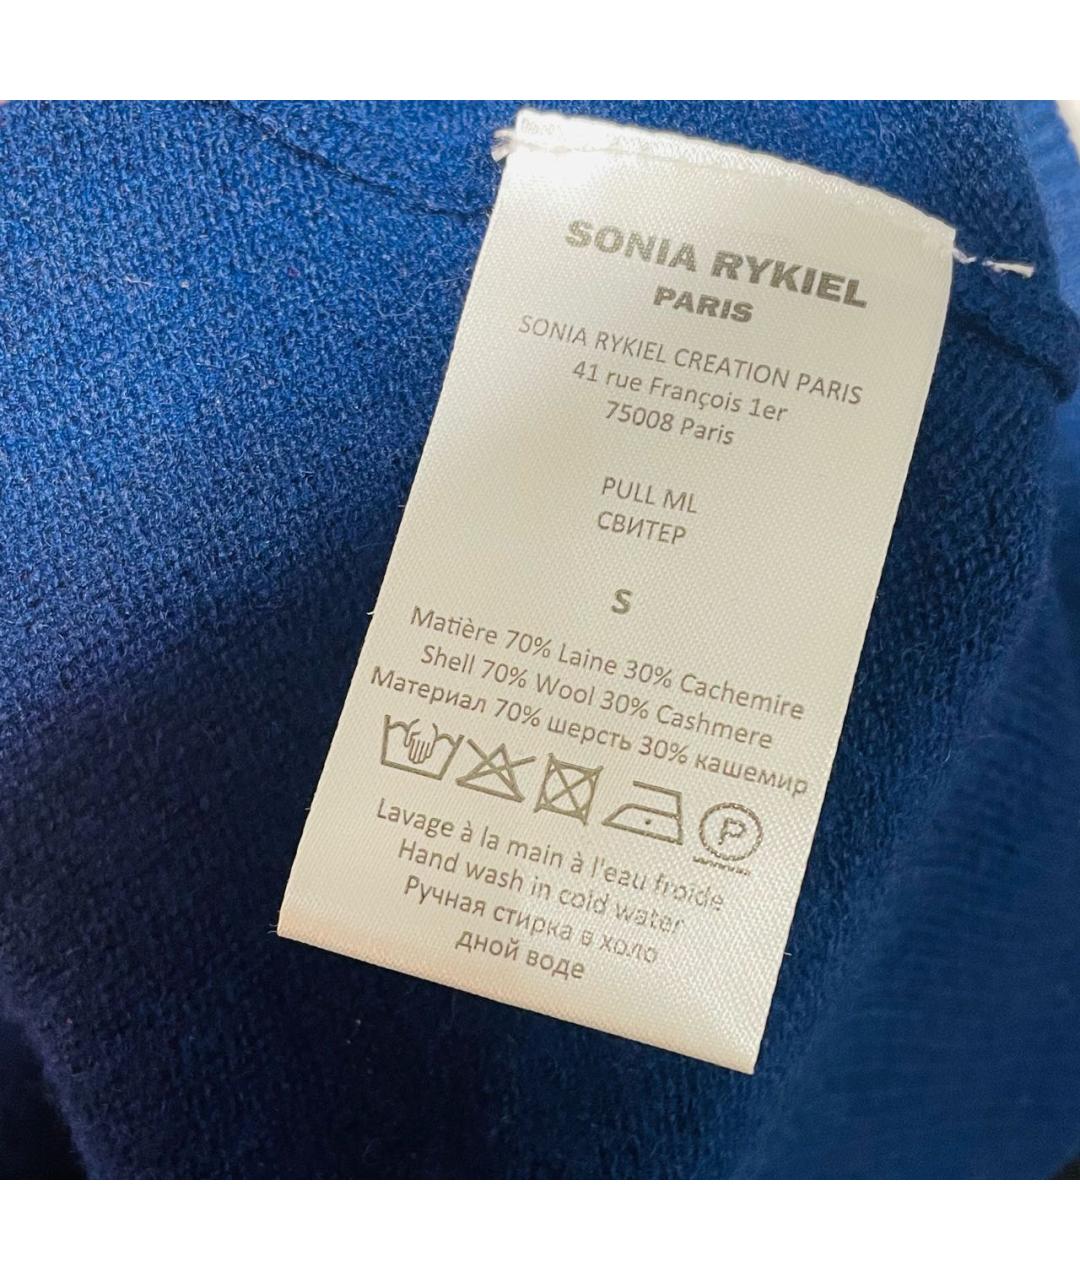 SONIA RYKIEL
PARIS
SONIA RYKIEL CREATION PARIS
41 rue François 1er
75008 Paris
PULL ML
СВИТЕР
S
Matière 70% Laine 30% Cachemire
Shell 70% Wool 30% Cashmere
Материал 70% шерсть 30% кашемир
P
Lavage à la main à l'eau froide
Hand wash in cold water
Ручная стирка в холо
дной воде